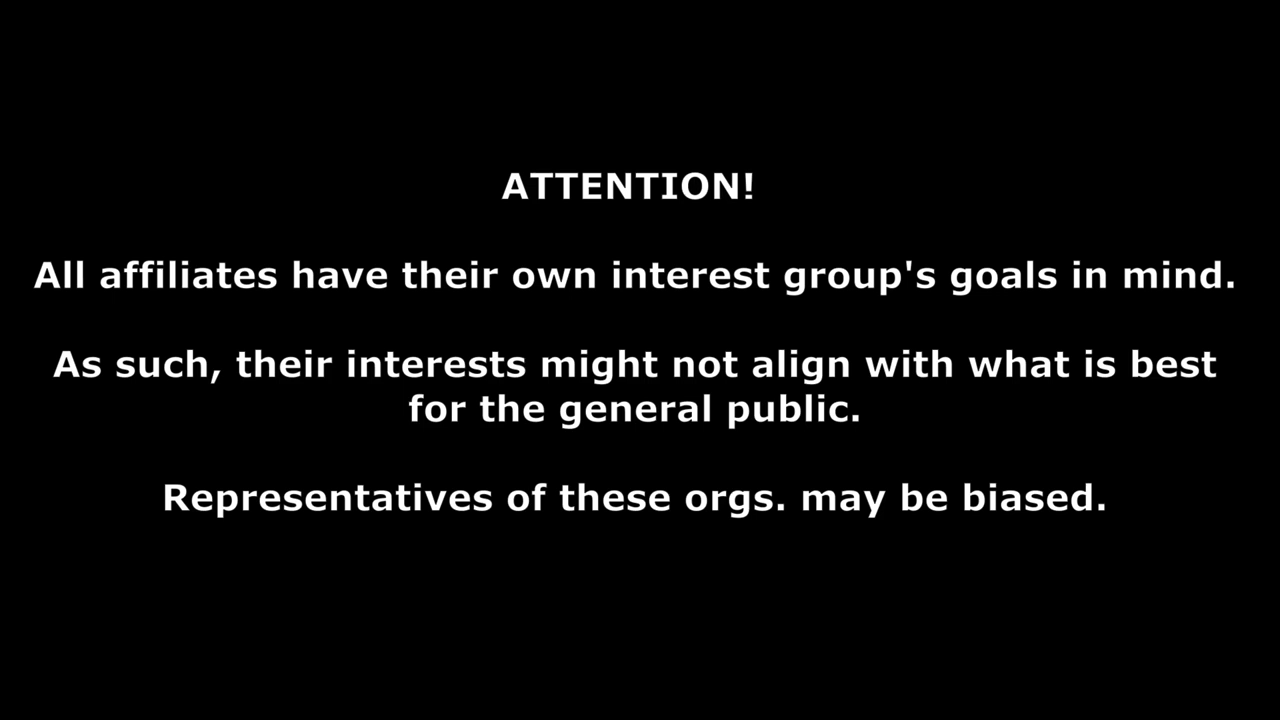 ATTENTION!
All affiliates have their own interest group's goals in mind.
As such, their interests might not align with what is best
for the general public.
Representatives of these orgs. may be biased.